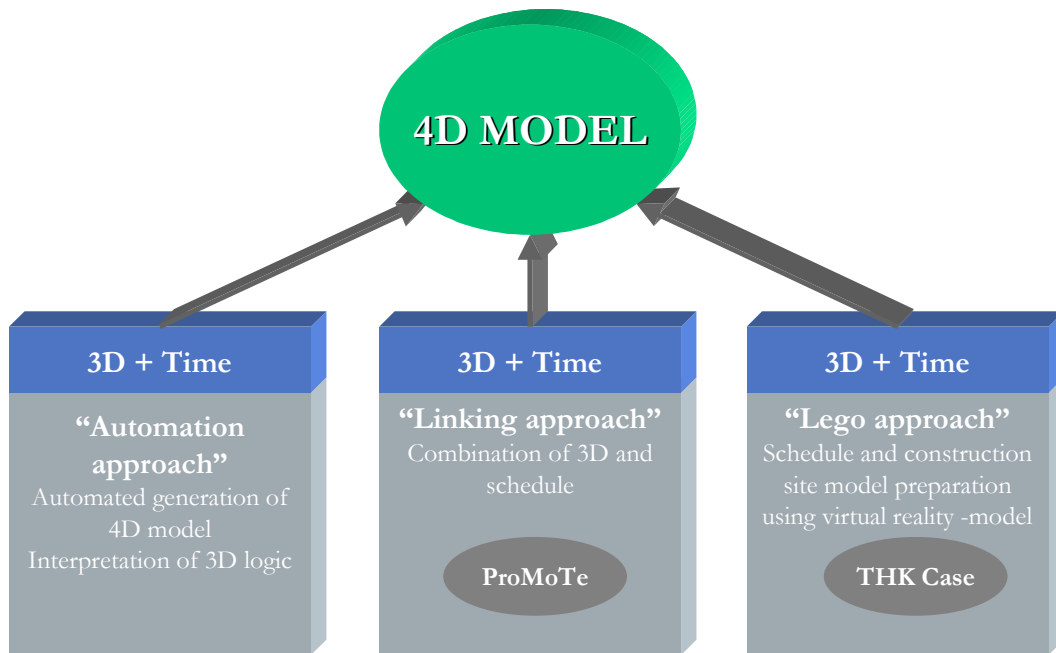 4D MODEL
3D + Time
“Automation
approach”
Automated generation of
4D model
Interpretation of 3D logic
3D + Time
“Linking approach”
Combination of 3D and
schedule
ProMoTe
3D + Time
“Lego approach”
Schedule and construction
site model preparation
using virtual reality -model
THK Case